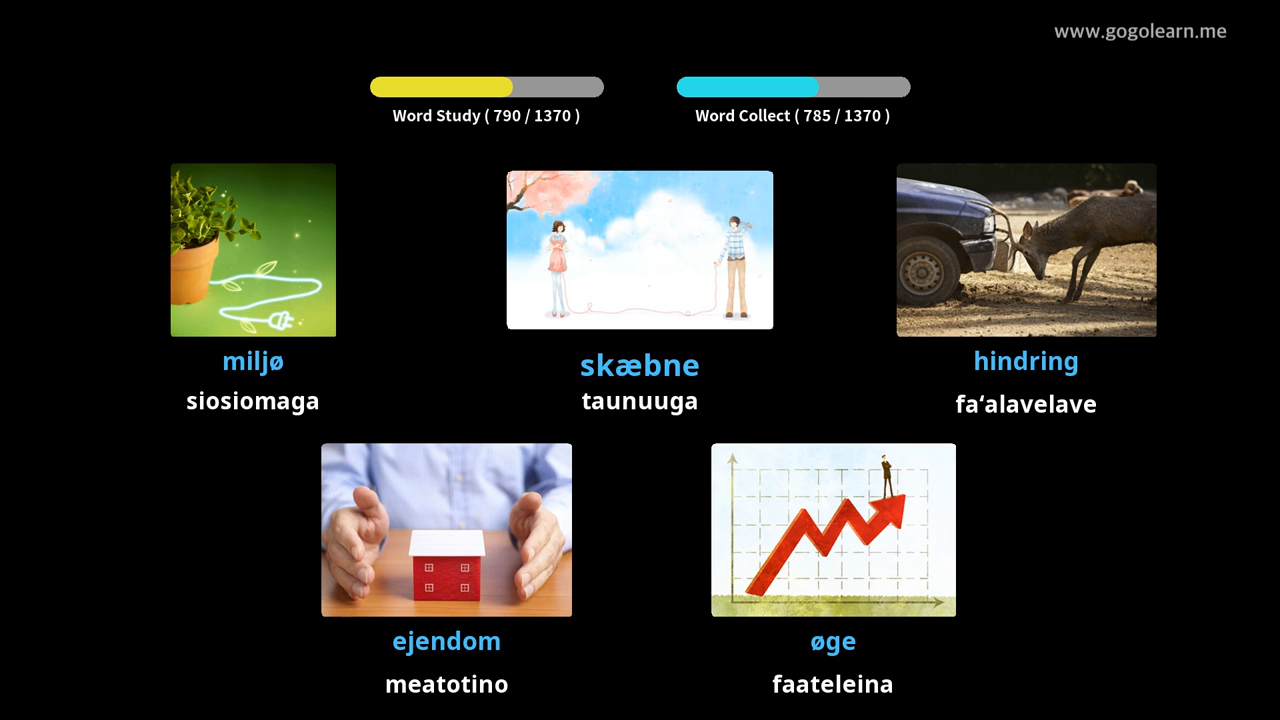 www.gogolearn.me
Word Study ( 790 / 1370 )
Word Collect ( 785 / 1370 )
miljø
skæbne
hindring
siosiomaga
taunuuga
fa‘alavelave
ejendom
øge
meatotino
faateleina